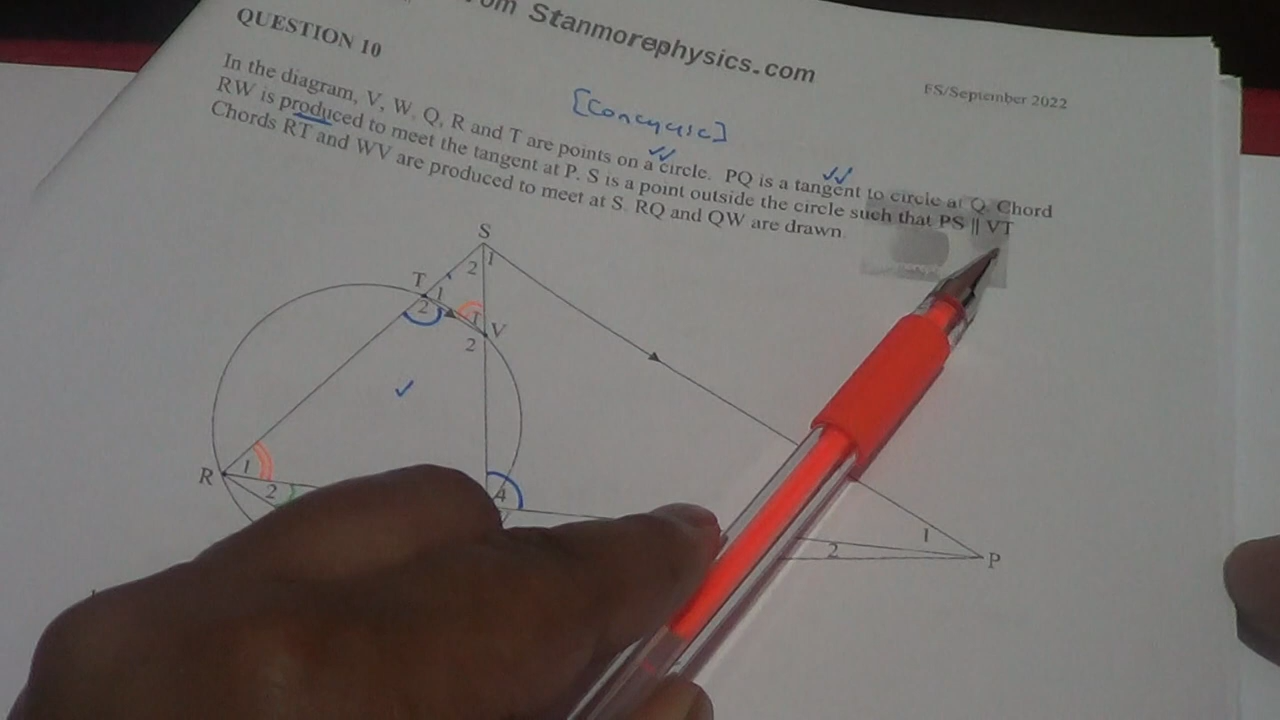 om Stanmorephysics.com
QUESTION 10
FS/September 2022
[Concyclic]
In the diagram, V, W, Q, R and T are points on a circle. PQ is a tangent to circle at Q. Chord
RW is produced to meet the tangent at P. S is a point outside the circle such that PS || VT
Chords RT and WV are produced to meet at S. RQ and QW are drawn
S
2 1
T 1
2
1 V
2
R 1
2
4
1
2 P